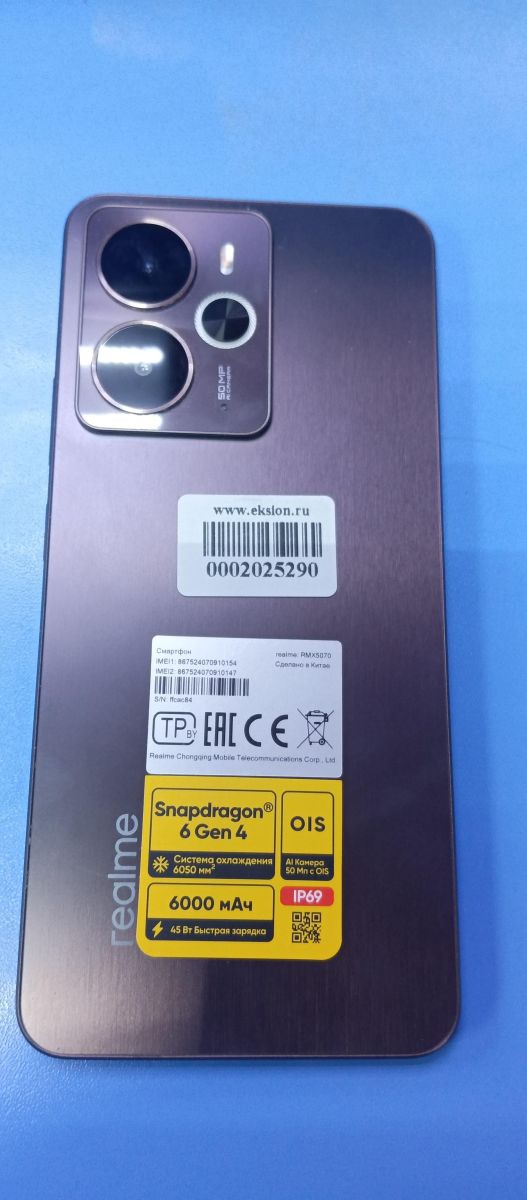 50 MP
AI CAMERA
www.eksion.ru
0002025290
Смартфон
realme: RMX5070
IMEI1: 867524070910154
Сделано в Китае
IMEI2: 867524070910147
S/N: ffcac84
TP BY EAC CE
Realme Chongqing Mobile Telecommunications Corp., Ltd.
Snapdragon®
6 Gen 4
Система охлаждения
6050 мм²
OIS
AI Камера
50 Мп с OIS
6000 мАч
45 Вт Быстрая зарядка
IP69
realme